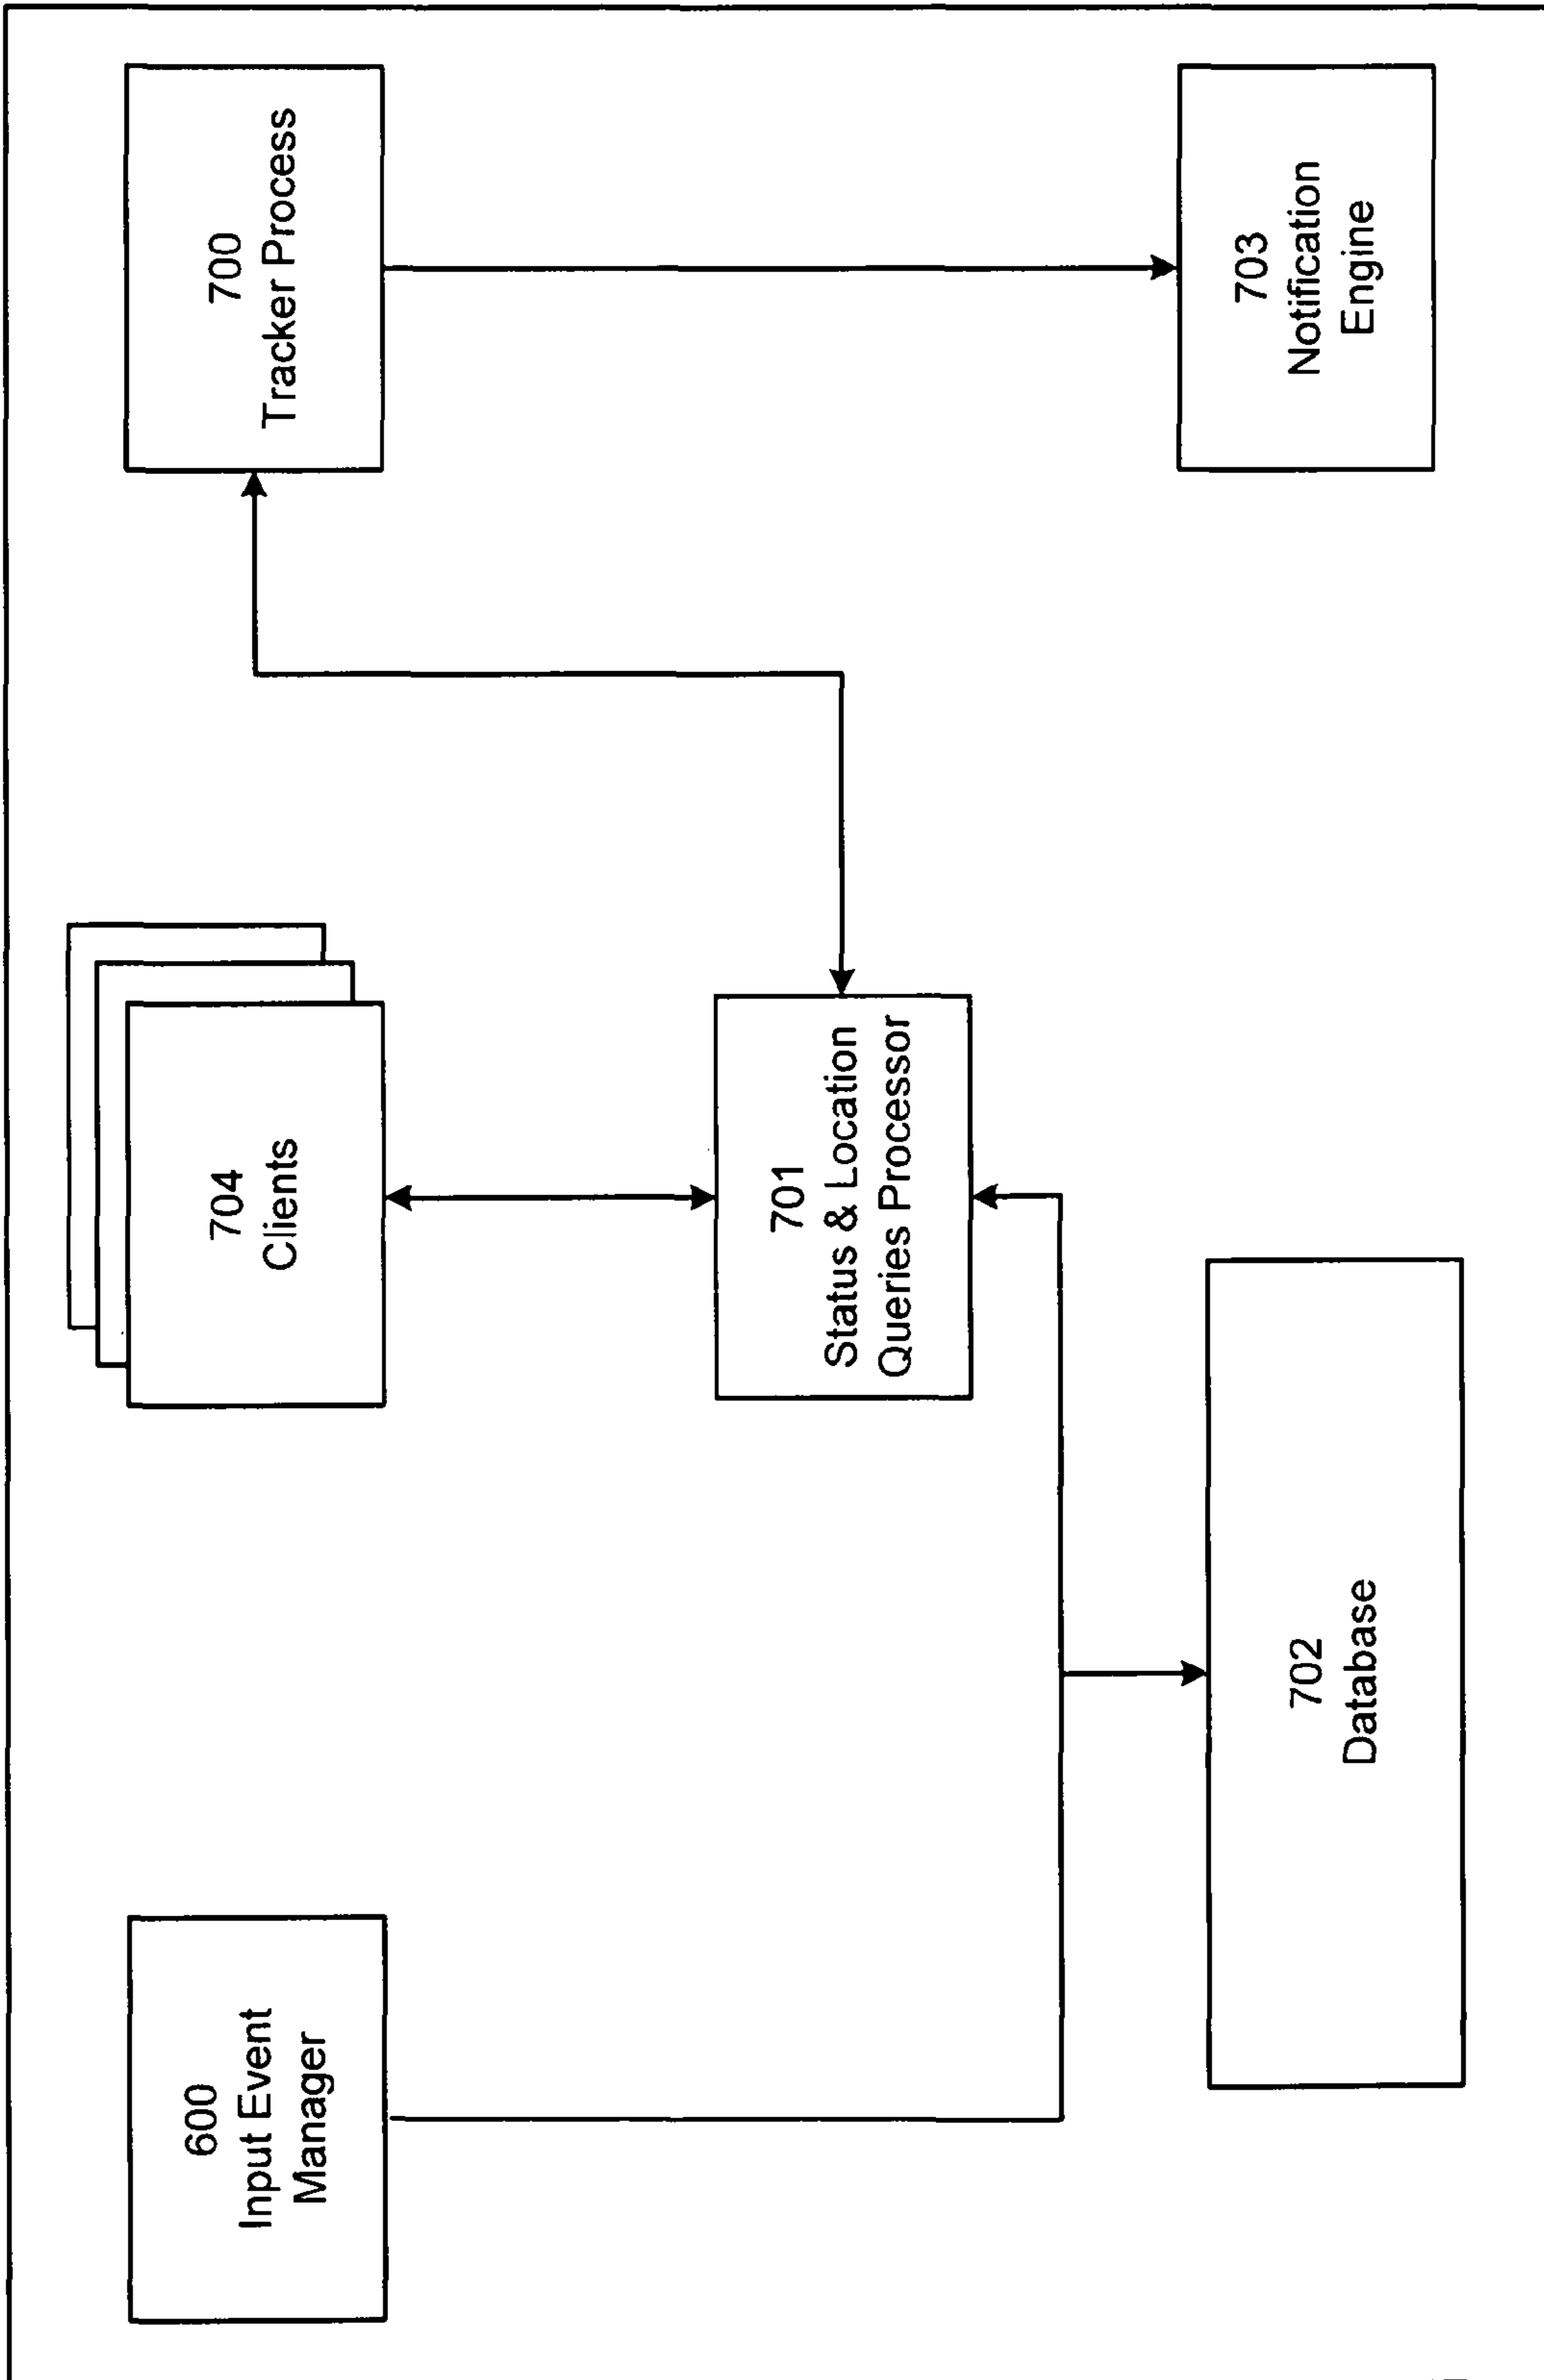 600
Input Event
Manager
704
Clients
700
Tracker Process
701
Status & Location
Queries Processor
702
Database
703
Notification
Engine